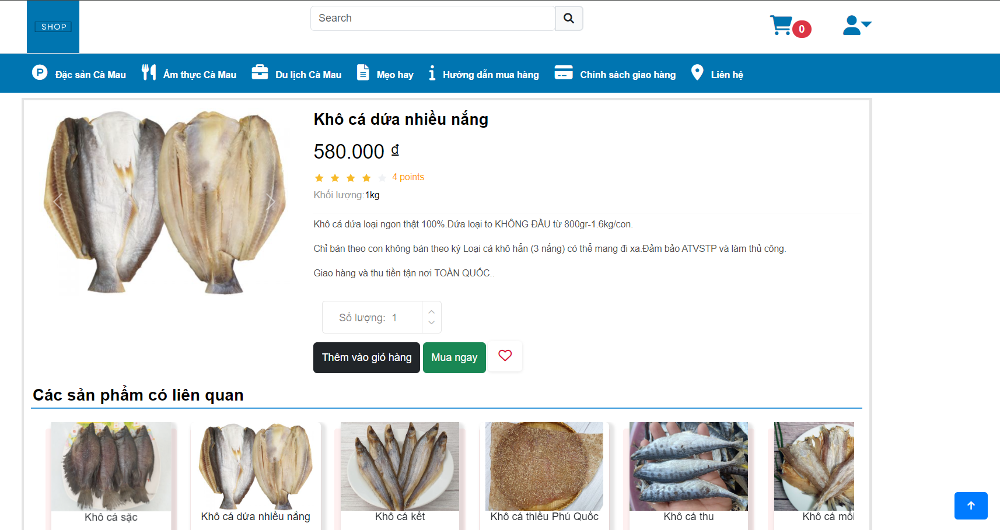 SHOP
Search
0
Đặc sản Cà Mau
Ẩm thực Cà Mau
Du lịch Cà Mau
Mẹo hay
Hướng dẫn mua hàng
Chính sách giao hàng
Liên hệ
Khô cá dứa nhiều nắng
580.000 ₫
4 points
Khối lượng:1kg
Khô cá dứa loại ngon thật 100%.Dứa loại to KHÔNG ĐẦU từ 800gr-1.6kg/con.
Chỉ bán theo con không bán theo ký Loại cá khô hẳn (3 nắng) có thể mang đi xa.Đảm bảo ATVSTP và làm thủ công.
Giao hàng và thu tiền tận nơi TOÀN QUỐC..
Số lượng: 1
Thêm vào giỏ hàng
Mua ngay
Các sản phẩm có liên quan
Khô cá sặc
Khô cá dứa nhiều nắng
Khô cá kết
Khô cá thiều Phú Quốc
Khô cá thu
Khô cá mối